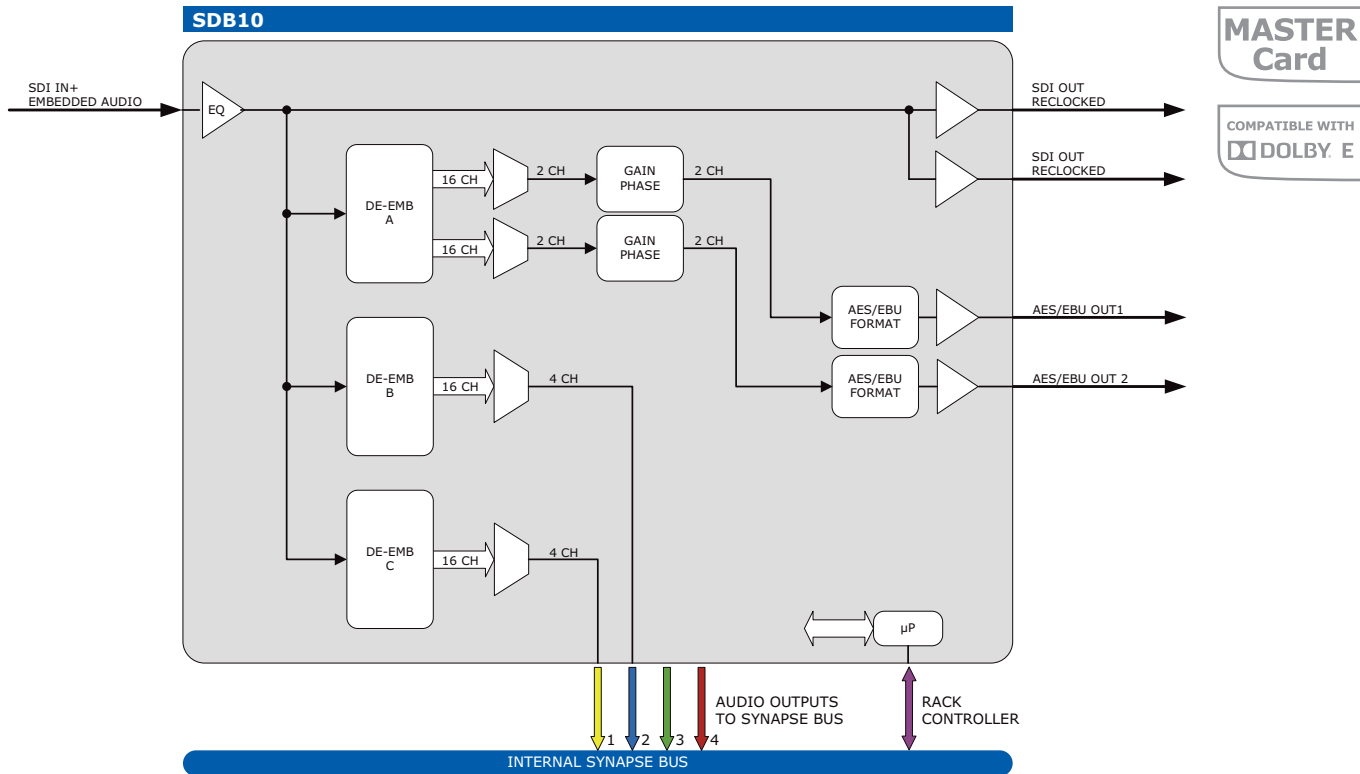 SDB10
MASTER
Card
COMPATIBLE WITH
DOLBY E
SDI IN+
EMBEDDED AUDIO
EQ
SDI OUT
RECLOCKED
SDI OUT
RECLOCKED
DE-EMB
A
16 CH
2 CH
GAIN
PHASE
2 CH
16 CH
2 CH
GAIN
PHASE
2 CH
AES/EBU
FORMAT
AES/EBU OUT1
AES/EBU
FORMAT
AES/EBU OUT 2
DE-EMB
B
16 CH
4 CH
DE-EMB
C
16 CH
4 CH
µP
AUDIO OUTPUTS
TO SYNAPSE BUS
RACK
CONTROLLER
1
2
3
4
INTERNAL SYNAPSE BUS